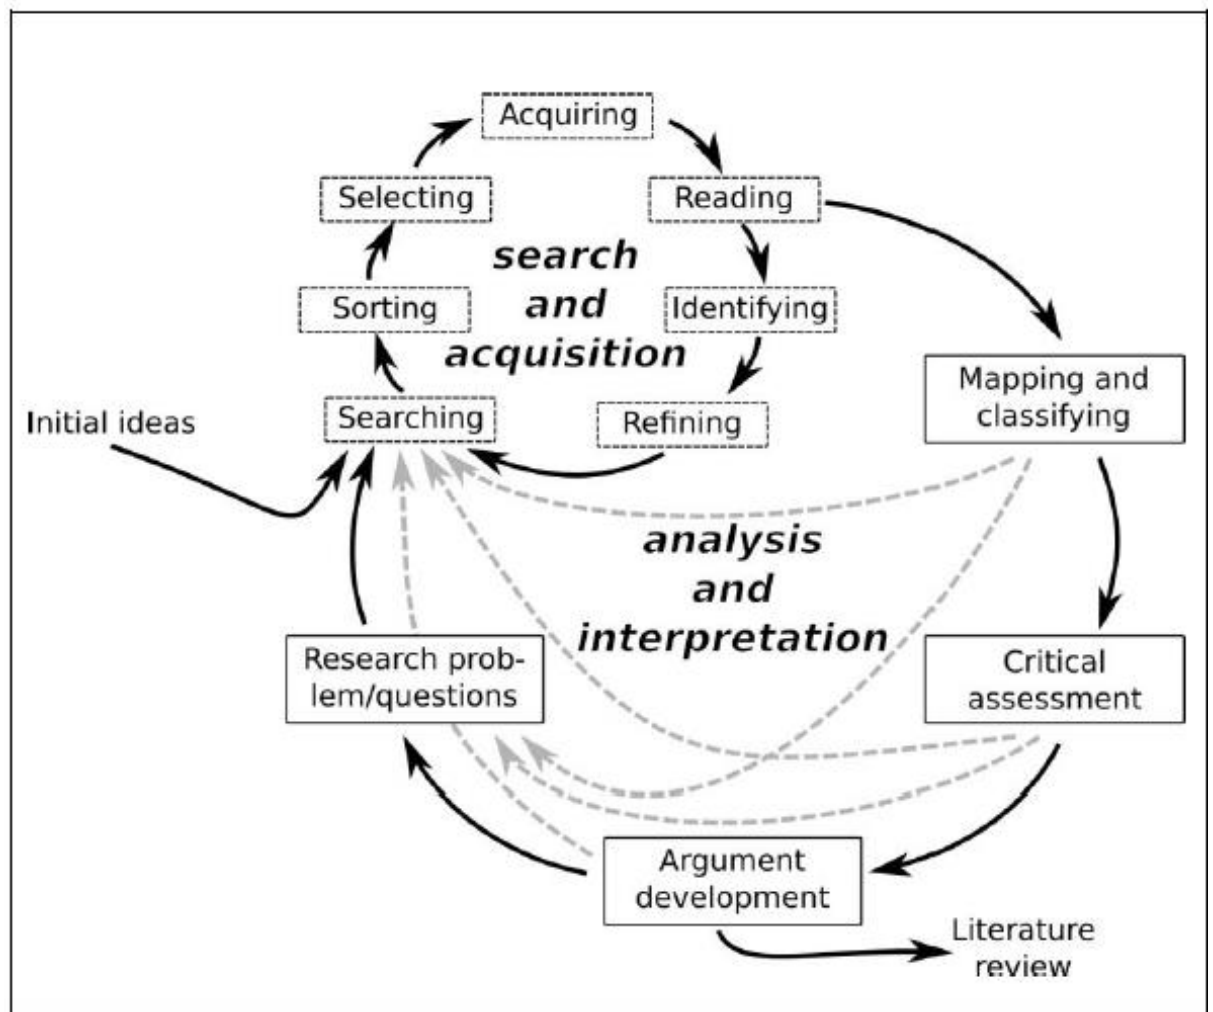 Acquiring
Selecting
Reading
search
and
acquisition
Sorting
Identifying
Searching
Refining
Initial ideas
Mapping and
classifying
analysis
and
interpretation
Research prob-
lem/questions
Critical
assessment
Argument
development
Literature
review